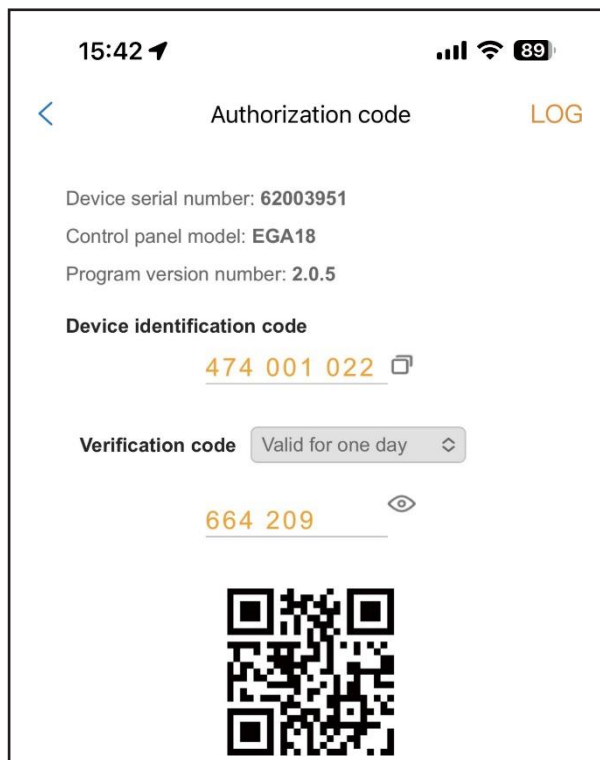 15:42 89
Authorization code LOG
Device serial number: 62003951
Control panel model: EGA18
Program version number: 2.0.5
Device identification code
474 001 022
Verification code Valid for one day
664 209